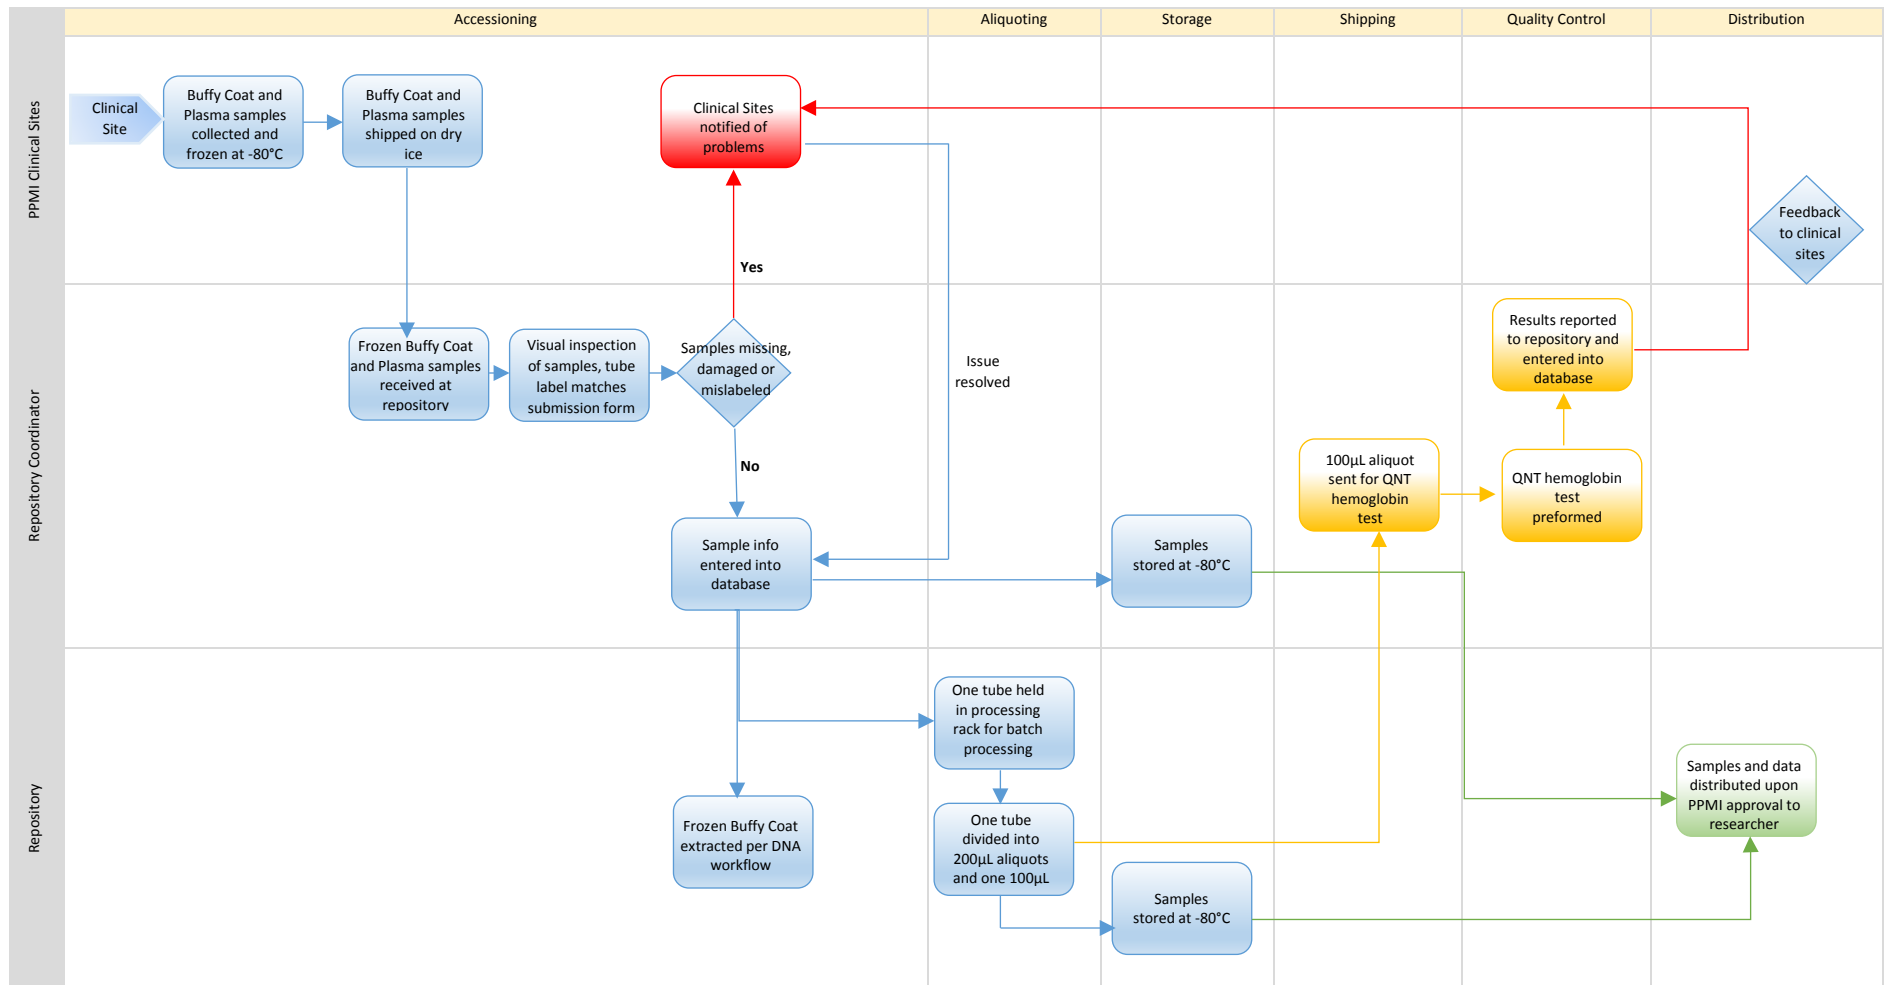 Accessioning
Aliquoting
Storage
Shipping
Quality Control
Distribution
PPMI Clinical Sites
Clinical
Site
Buffy Coat and
Plasma samples
collected and
frozen at -80°C
Buffy Coat and
Plasma samples
shipped on dry
ice
Clinical Sites
notified of
problems
Feedback
to clinical
sites
Yes
Repository Coordinator
Frozen Buffy Coat
and Plasma samples
received at
repository
Visual inspection
of samples, tube
label matches
submission form
Samples missing,
damaged or
mislabeled
Issue
resolved
Results reported
to repository and
entered into
database
No
100µL aliquot
sent for QNT
hemoglobin
test
QNT hemoglobin
test
preformed
Sample info
entered into
database
Samples
stored at -80°C
Repository
One tube held
in processing
rack for batch
processing
Frozen Buffy Coat
extracted per DNA
workflow
One tube
divided into
200µL aliquots
and one 100µL
Samples
stored at -80°C
Samples and data
distributed upon
PPMI approval to
researcher